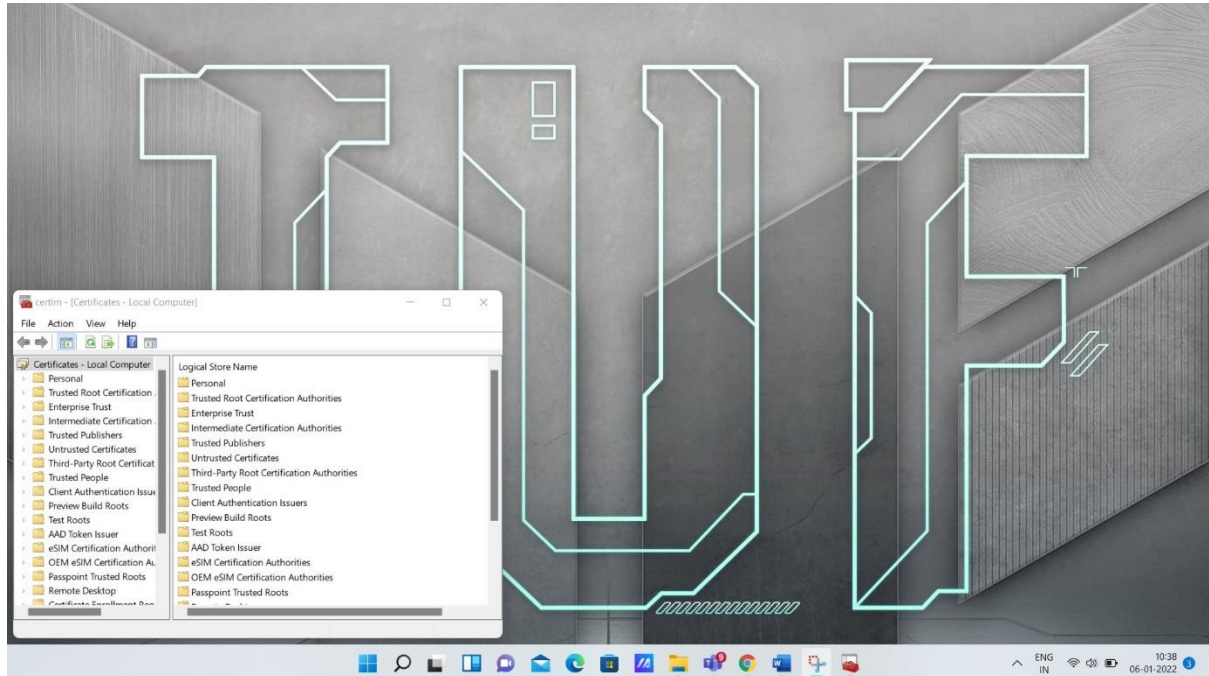 TUF
certlm - [Certificates - Local Computer]
File Action View Help
Certificates - Local Computer
Personal
Trusted Root Certification
Enterprise Trust
Intermediate Certification
Trusted Publishers
Untrusted Certificates
Third-Party Root Certificat
Trusted People
Client Authentication Issue
Preview Build Roots
Test Roots
AAD Token Issuer
eSIM Certification Authorit
OEM eSIM Certification Au
Passpoint Trusted Roots
Remote Desktop
Logical Store Name
Personal
Trusted Root Certification Authorities
Enterprise Trust
Intermediate Certification Authorities
Trusted Publishers
Untrusted Certificates
Third-Party Root Certification Authorities
Trusted People
Client Authentication Issuers
Preview Build Roots
Test Roots
AAD Token Issuer
eSIM Certification Authorities
OEM eSIM Certification Authorities
Passpoint Trusted Roots
9
ENG
IN
10:38
06-01-2022
3